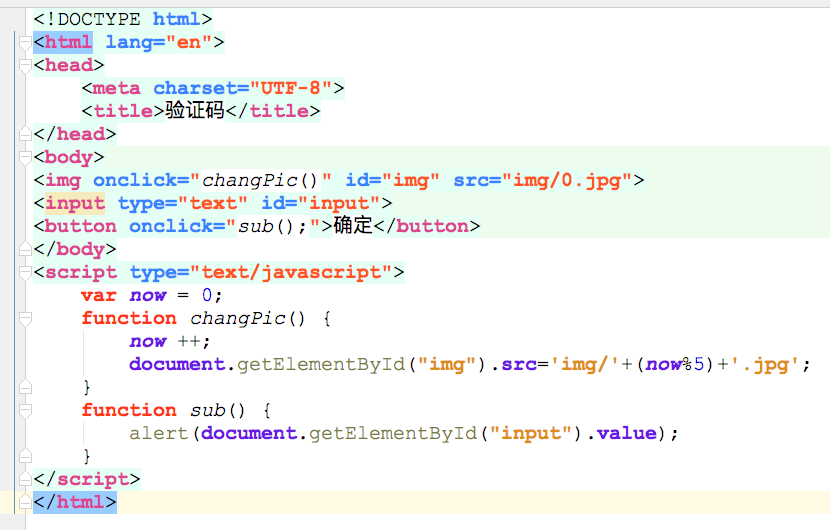 <!DOCTYPE html>
<html lang="en">
<head>
    <meta charset="UTF-8">
    <title>验证码</title>
</head>
<body>
<img onclick="changPic()" id="img" src="img/0.jpg">
<input type="text" id="input">
<button onclick="sub();">确定</button>
</body>
<script type="text/javascript">
    var now = 0;
    function changPic() {
        now ++;
        document.getElementById("img").src='img/'+(now%5)+'.jpg';
    }
    function sub() {
        alert(document.getElementById("input").value);
    }
</script>
</html>